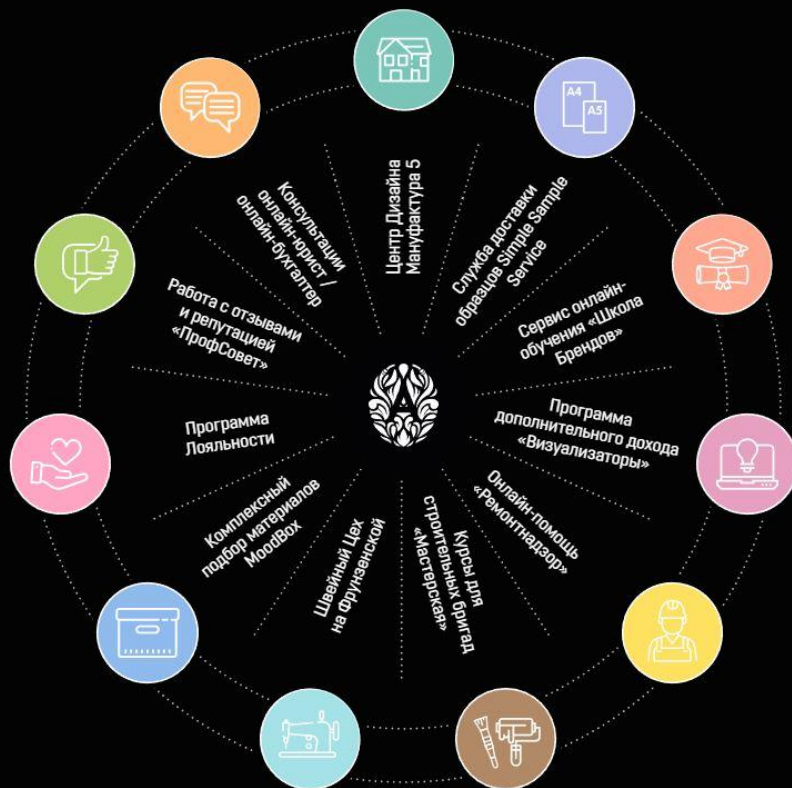 Центр Дизайна
Мануфактура 5
A4
A5
Служба доставки
образцов Simple Sample
Service
Сервис онлайн-
обучения «Школа
Брендов»
Программа
дополнительного дохода
«Визуализаторы»
Онлайн-помощь
«Ремонтнадзор»
Курсы для
строительных бригад
«Мастерская»
Швейный Цех
на Фрунзенской
Комплексный
подбор материалов
MoodBox
Программа
Лояльности
Работа с отзывами
и репутацией
«ПрофСовет»
Консультации
онлайн-юрист /
онлайн-бухгалтер
A